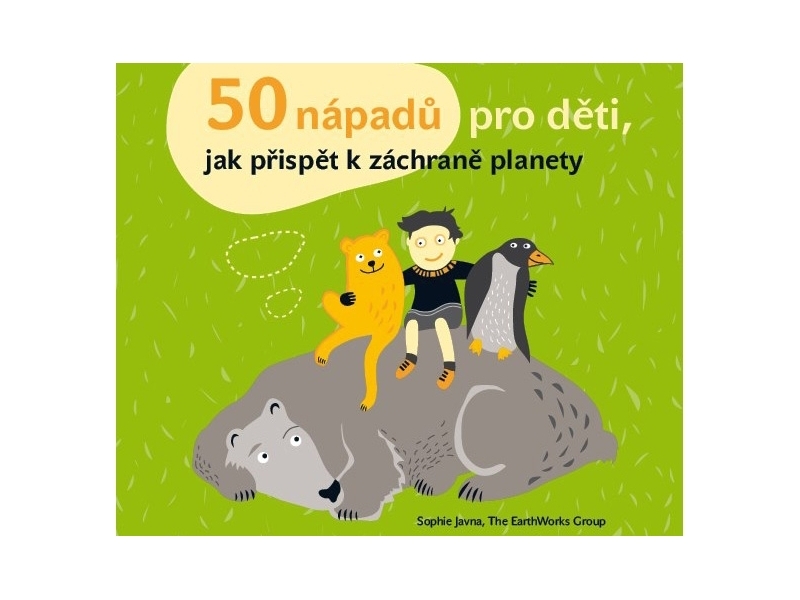 50 nápadů pro děti,
jak přispět k záchraně planety
Sophie Javna, The EarthWorks Group